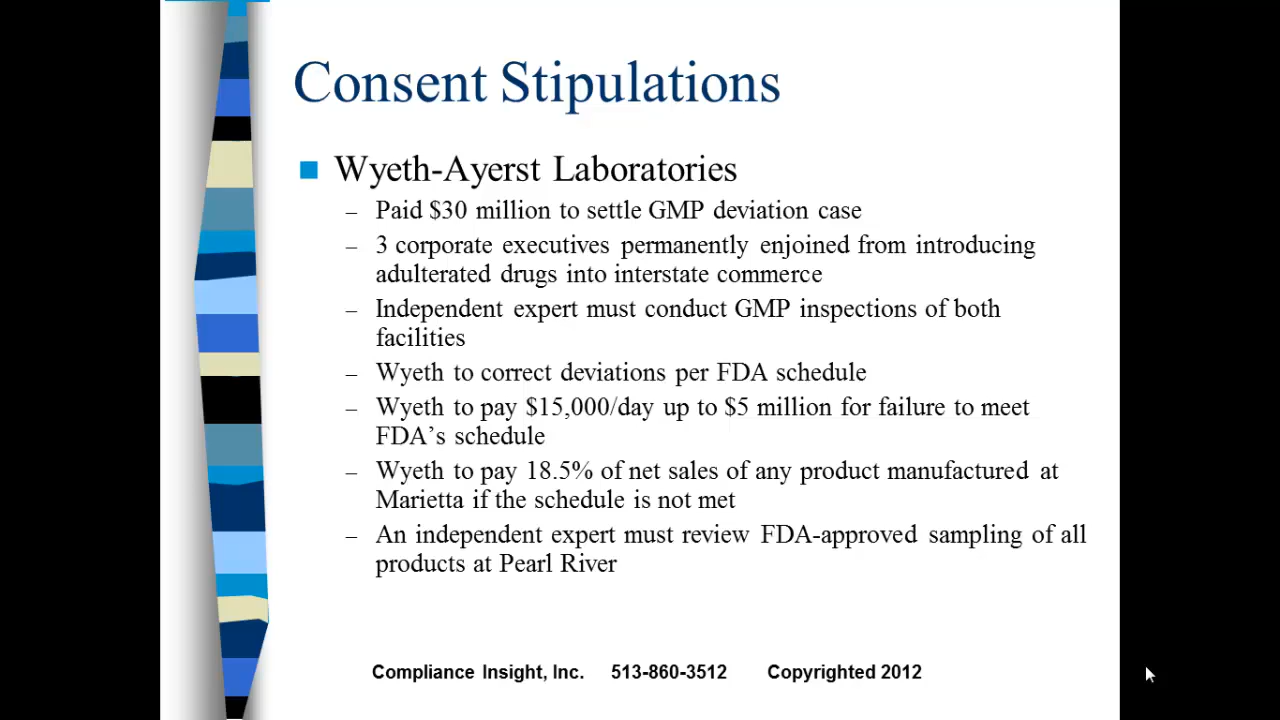 Consent Stipulations
Wyeth-Ayerst Laboratories
– Paid $30 million to settle GMP deviation case
– 3 corporate executives permanently enjoined from introducing
adulterated drugs into interstate commerce
– Independent expert must conduct GMP inspections of both
facilities
– Wyeth to correct deviations per FDA schedule
– Wyeth to pay $15,000/day up to $5 million for failure to meet
FDA’s schedule
– Wyeth to pay 18.5% of net sales of any product manufactured at
Marietta if the schedule is not met
– An independent expert must review FDA-approved sampling of all
products at Pearl River
Compliance Insight, Inc. 513-860-3512 Copyrighted 2012